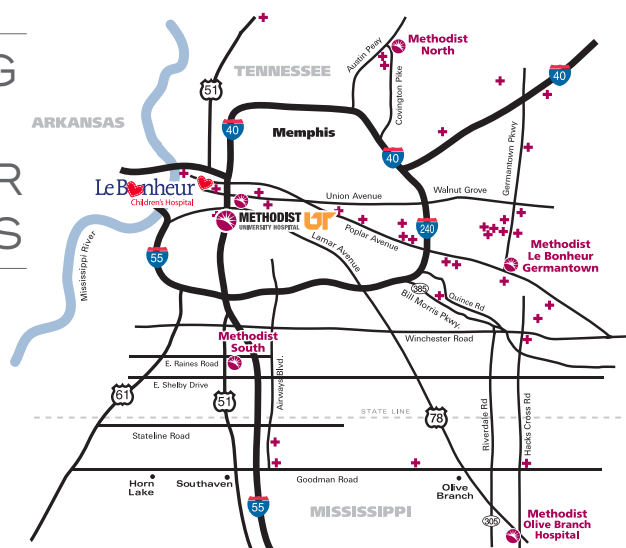 G
R
S
51
TENNESSEE
Austin Peay
Methodist
North
40
ARKANSAS
40
Memphis
Covington Pike
40
Germantown Pkwy
Le Bonheur
Children's Hospital
Union Avenue
Walnut Grove
METHODIST
UNIVERSITY HOSPITAL
UT
Poplar Avenue
Lamar Avenue
240
Methodist
Le Bonheur
Germantown
Mississippi River
55
385
Quince Rd
Bill Morris Pkwy.
Winchester Road
Methodist
South
E. Raines Road
Airways Blvd.
E. Shelby Drive
61
51
STATE LINE
78
Riverdale Rd
Hacks Cross Rd
Stateline Road
Horn
Lake
Southaven
Goodman Road
Olive
Branch
55
MISSISSIPPI
305
Methodist
Olive Branch
Hospital